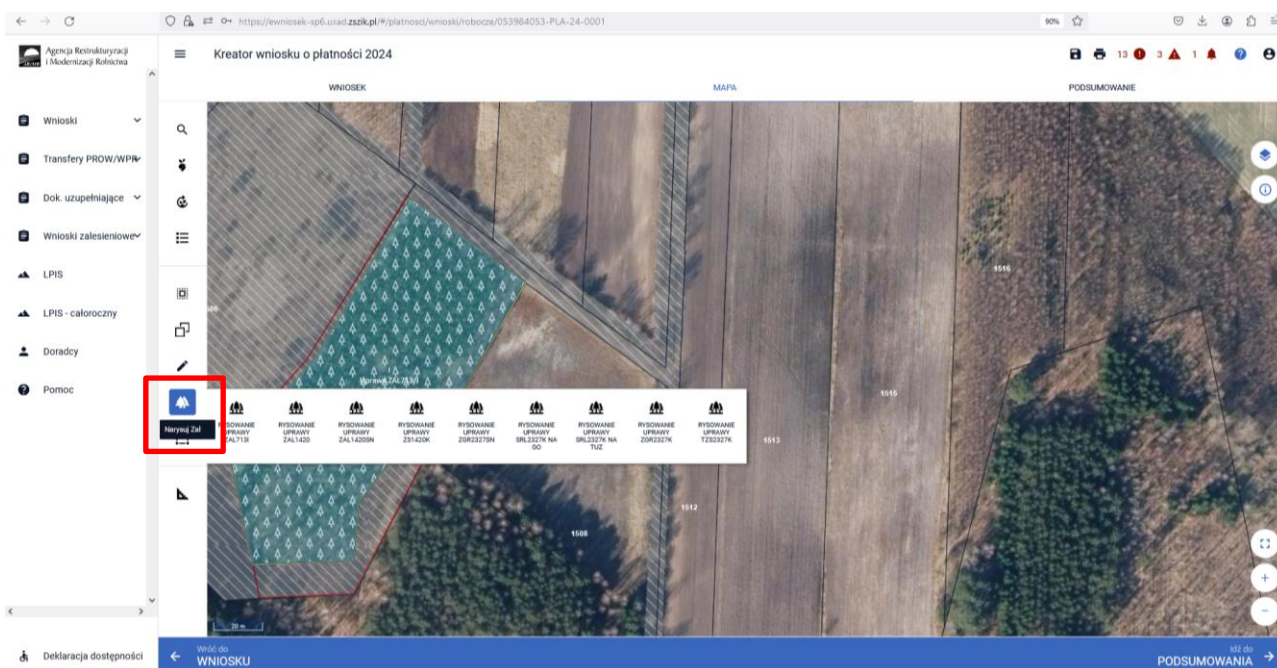 https://ewniosek-sp6.uxad.zszik.pl/#/platnosci/wnioski/robocze/053984053-PLA-24-0001
90%
Agencja Restrukturyzacji
i Modernizacji Rolnictwa
Kreator wniosku o płatności 2024
13
3
1
WNIOSEK
MAPA
PODSUMOWANIE
Wnioski
Transfery PROW/WPR
Dok. uzupełniające
Wnioski zalesieniowe
LPIS
LPIS - całoroczny
Doradcy
Pomoc
1516
1515
1513
1512
1508
Narysuj Zal
RYSOWANIE UPRAWY ZAL713I
RYSOWANIE UPRAWY ZAL1420
RYSOWANIE UPRAWY ZAL1420SN
RYSOWANIE UPRAWY ZS1420K
RYSOWANIE UPRAWY ZGR2327SN
RYSOWANIE UPRAWY SRL2327K NA GO
RYSOWANIE UPRAWY SRL2327K NA TUZ
RYSOWANIE UPRAWY ZGR2327K
RYSOWANIE UPRAWY TZS2327K
20 m
Deklaracja dostępności
Wróć do
WNIOSKU
Idź do
PODSUMOWANIA